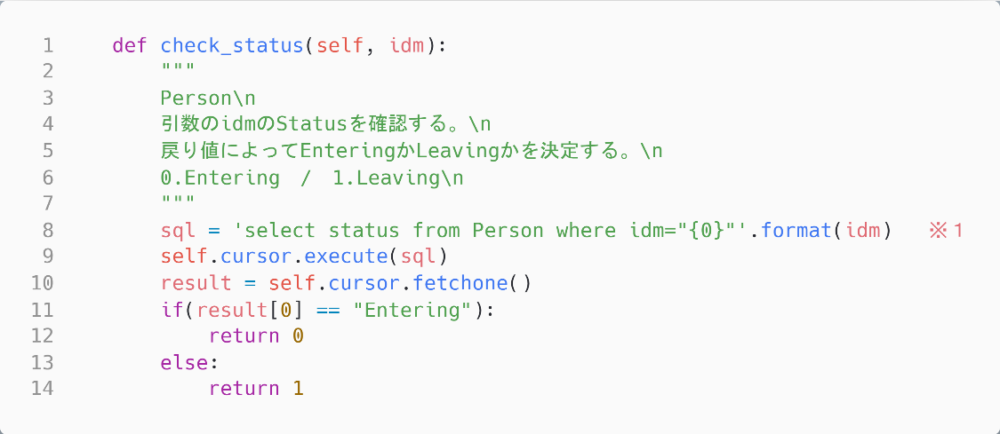 1 def check_status(self, idm):
2 """
3 Person\n
4 引数のidmのStatusを確認する。\n
5 戻り値によってEnteringかLeavingかを決定する。\n
6 0.Entering / 1.Leaving\n
7 """
8 sql = 'select status from Person where idm="{0}"'.format(idm) ※1
9 self.cursor.execute(sql)
10 result = self.cursor.fetchone()
11 if(result[0] == "Entering"):
12 return 0
13 else:
14 return 1